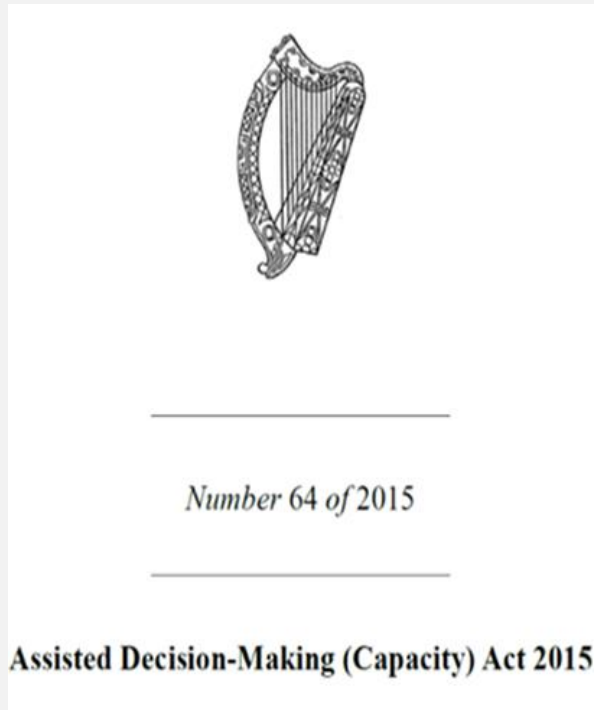 Number 64 of 2015
Assisted Decision-Making (Capacity) Act 2015